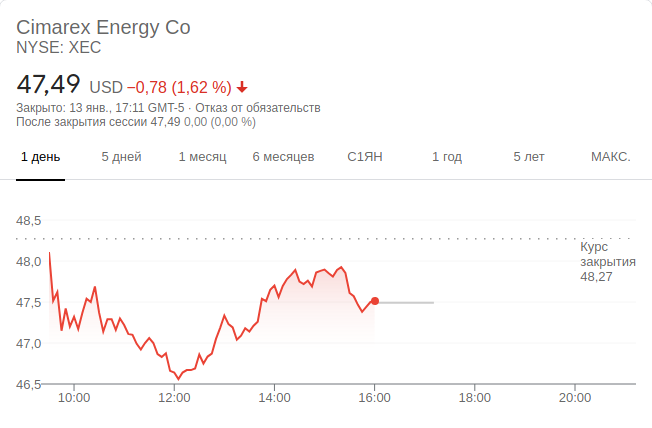 Cimarex Energy Co
NYSE: XEC
47,49 USD −0,78 (1,62 %)
Закрыто: 13 янв., 17:11 GMT-5 · Отказ от обязательств
После закрытия сессии 47,49 0,00 (0,00 %)
1 день 5 дней 1 месяц 6 месяцев С1ЯН 1 год 5 лет МАКС.
48,5
Курс
закрытия
48,27
48,0
47.5
47.0
46,5
10:00 12:00 14:00 16:00 18:00 20:00